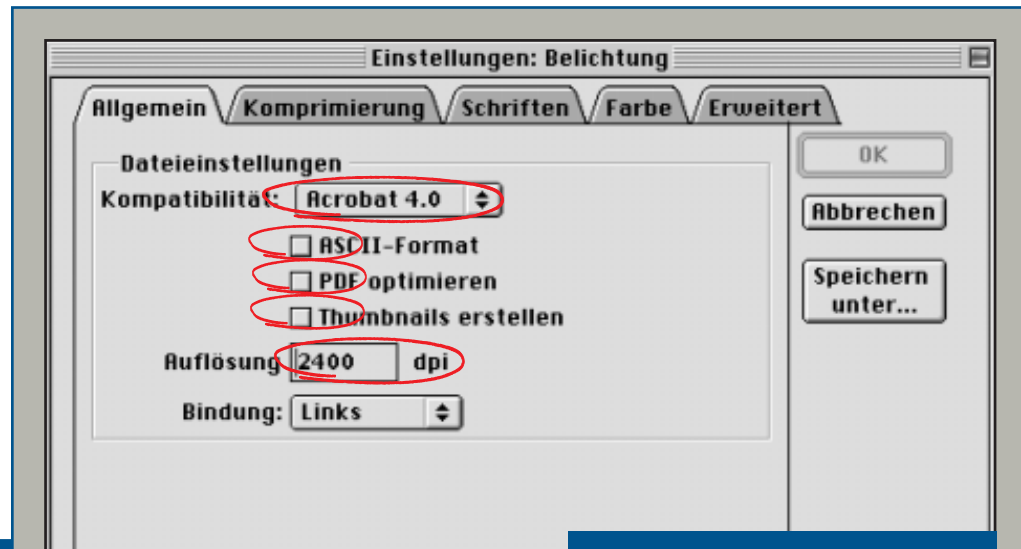 Einstellungen: Belichtung
Allgemein Komprimierung Schriften Farbe Erweitert
Dateieinstellungen
Kompatibilität: Acrobat 4.0
ASCII-Format
PDF optimieren
Thumbnails erstellen
Auflösung 2400 dpi
Bindung: Links
OK
Abbrechen
Speichern
unter...